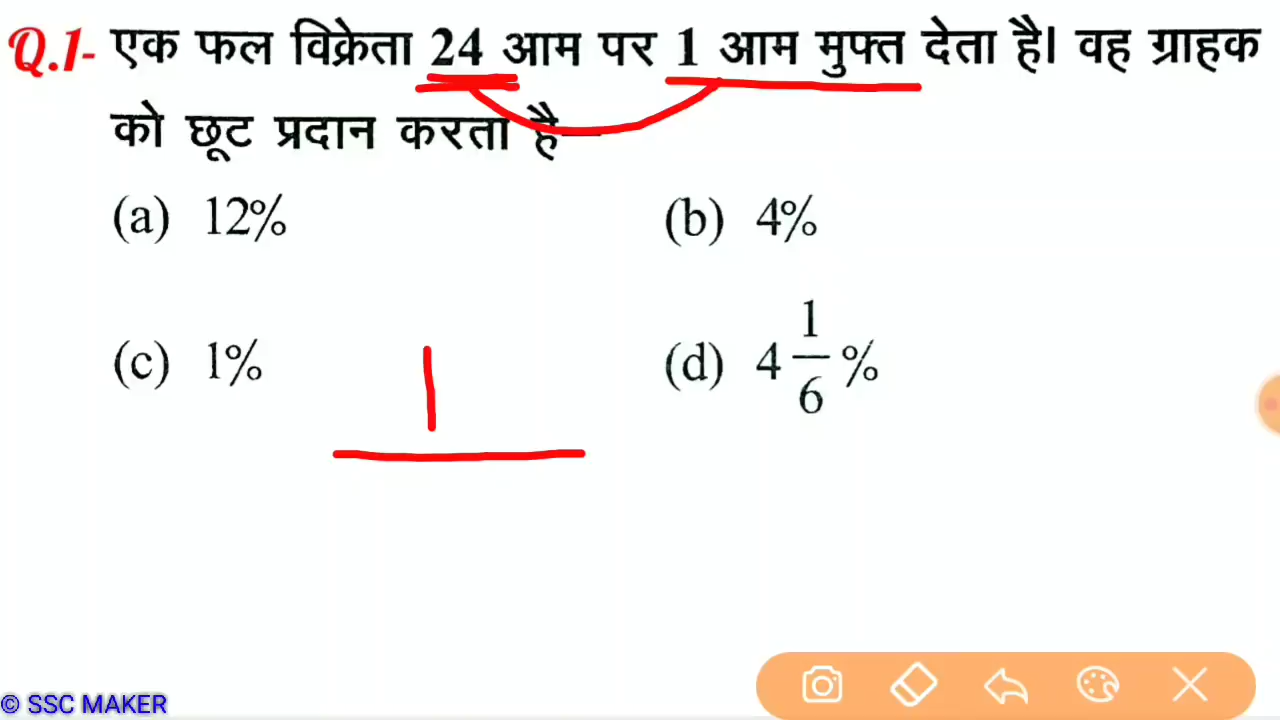 Q.1- एक फल विक्रेता 24 आम पर 1 आम मुफ्त देता है। वह ग्राहक
को छूट प्रदान करता है–
(a) 12%
(b) 4%
(c) 1%
(d) 4 1/6 %
1
© SSC MAKER